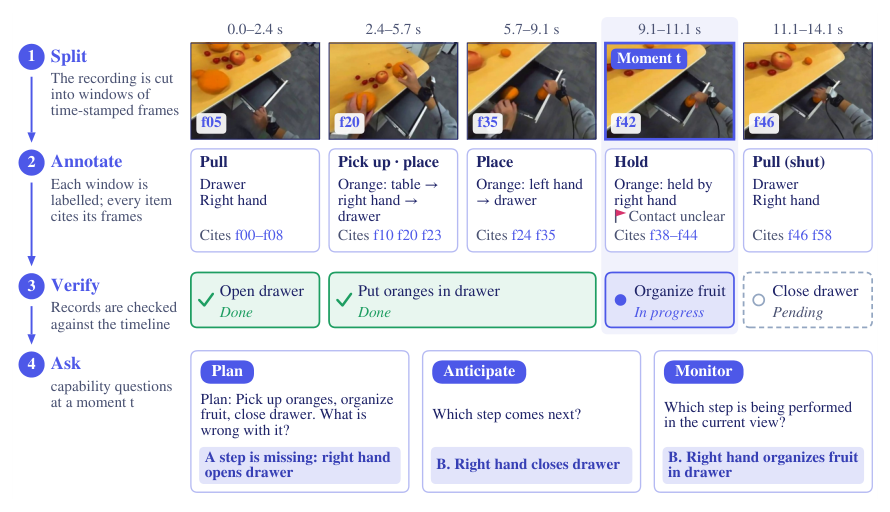 0.0–2.4 s
2.4–5.7 s
5.7–9.1 s
9.1–11.1 s
11.1–14.1 s
1 Split
The recording is cut
into windows of
time-stamped frames
f05
f20
f35
Moment t
f42
f46
2 Annotate
Each window is
labelled; every item
cites its frames
Pull
Drawer
Right hand
Cites f00–f08
Pick up · place
Orange: table →
right hand →
drawer
Cites f10 f20 f23
Place
Orange: left hand
→ drawer
Cites f24 f35
Hold
Orange: held by
right hand
Contact unclear
Cites f38–f44
Pull (shut)
Drawer
Right hand
Cites f46 f58
3 Verify
Records are checked
against the timeline
Open drawer
Done
Put oranges in drawer
Done
Organize fruit
In progress
Close drawer
Pending
4 Ask
capability questions
at a moment t
Plan
Plan: Pick up oranges, organize
fruit, close drawer. What is
wrong with it?
A step is missing: right hand
opens drawer
Anticipate
Which step comes next?
B. Right hand closes drawer
Monitor
Which step is being performed
in the current view?
B. Right hand organizes fruit
in drawer